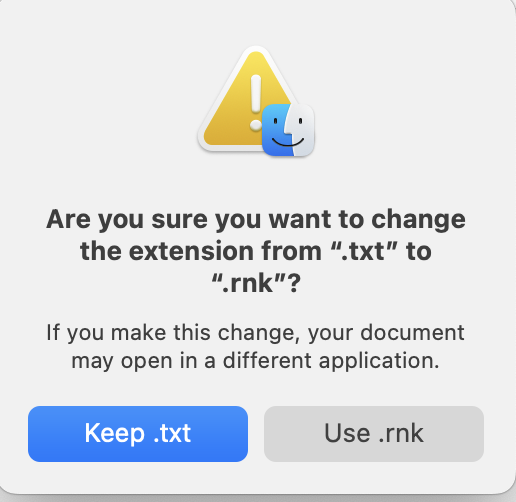 Are you sure you want to change
the extension from “.txt” to
“.rnk”?
If you make this change, your document
may open in a different application.
Keep .txt
Use .rnk